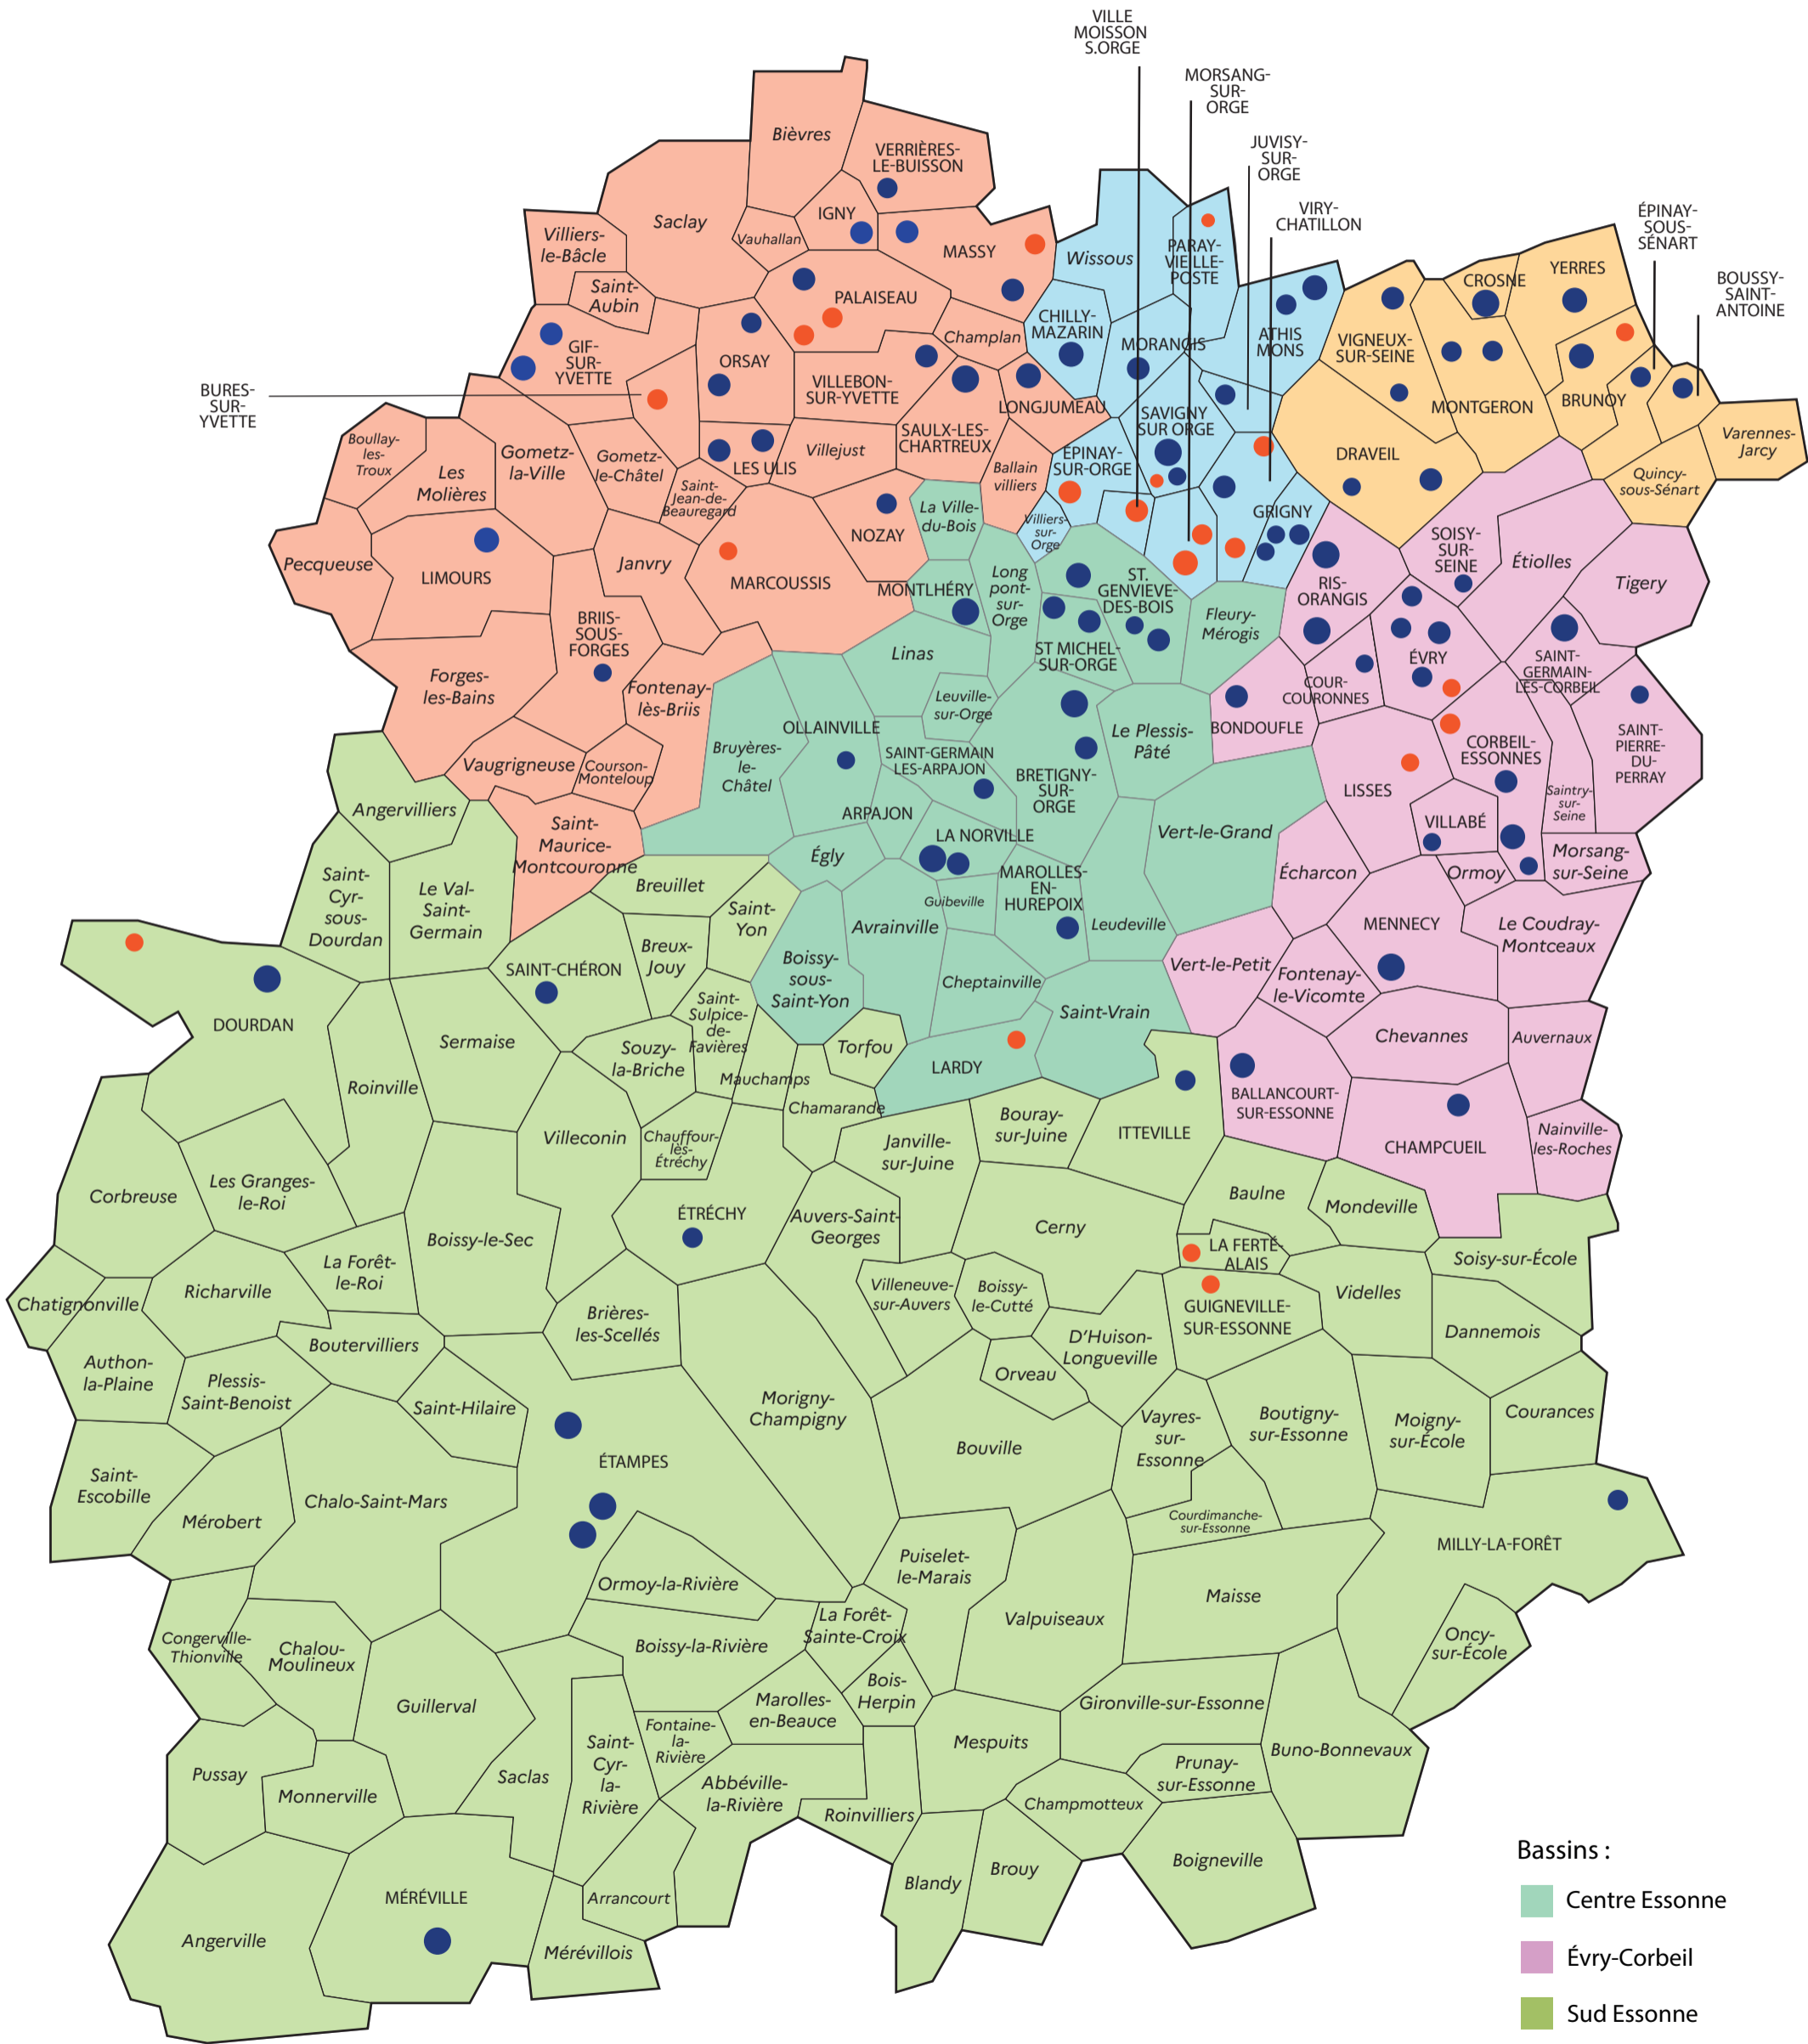 VILLE
MOISSON
S.ORGE
MORSANG-
SUR-
ORGE
JUVISY-
SUR-
ORGE
VIRY-
CHATILLON
ÉPINAY-
SOUS-
SÉNART
BOUSSY-
SAINT-
ANTOINE
BURES-
SUR-
YVETTE
Bièvres
VERRIÈRES-
LE-BUISSON
IGNY
Saclay
Vauhallan
MASSY
Villiers-
le-Bâcle
Saint-
Aubin
PALAISEAU
Champlan
GIF-
SUR-
YVETTE
ORSAY
VILLEBON-
SUR-YVETTE
LONGJUMEAU
SAULX-LES-
CHARTREUX
Boullay-
les-
Troux
Les
Molières
Gometz-
la-Ville
Gometz-
le-Châtel
LES ULIS
Villejust
Ballain
villiers
Saint-
Jean-de-
Beauregard
NOZAY
Pecqueuse
LIMOURS
Janvry
MARCOUSSIS
BRIIS-
SOUS-
FORGES
Forges-
les-Bains
Fontenay-
lès-Briis
Vaugrigneuse
Courson-
Monteloup
Saint-
Maurice-
Montcouronne
Wissous
PARAY-
VIEILLE-
POSTE
CHILLY-
MAZARIN
MORANGIS
ATHIS
MONS
SAVIGNY
SUR ORGE
ÉPINAY-
SUR-ORGE
Villiers-
sur-
Orge
GRIGNY
VIGNEUX-
SUR-SEINE
CROSNE
YERRES
MONTGERON
BRUNOY
DRAVEIL
Varennes-
Jarcy
Quincy-
sous-Sénart
La Ville-
du-Bois
MONTLHÉRY
Long
pont-
sur-
Orge
ST.
GENVIEVE-
DES-BOIS
Fleury-
Mérogis
ST MICHEL-
SUR-ORGE
Linas
Leuville-
sur-Orge
OLLAINVILLE
Bruyères-
le-
Châtel
SAINT-GERMAIN
LES-ARPAJON
Le Plessis-
Pâté
BRETIGNY-
SUR-
ORGE
ARPAJON
LA NORVILLE
Vert-le-Grand
Égly
MAROLLES-
EN-
HUREPOIX
Guibeville
Avrainville
Leudeville
Boissy-
sous-
Saint-Yon
Cheptainville
Saint-Vrain
LARDY
RIS-
ORANGIS
SOISY-
SUR-
SEINE
Étiolles
Tigery
ÉVRY
COUR-
COURONNES
SAINT-
GERMAIN-
LÈS-CORBEIL
BONDOUFLE
CORBEIL-
ESSONNES
SAINT-
PIERRE-
DU-
PERRAY
LISSES
Saintry-
sur-
Seine
VILLABÉ
Écharcon
Ormoy
Morsang-
sur-Seine
MENNECY
Le Coudray-
Montceaux
Vert-le-Petit
Fontenay-
le-Vicomte
Chevannes
Auvernaux
BALLANCOURT-
SUR-ESSONNE
CHAMPCUEIL
Nainville-
les-Roches
Angervilliers
Saint-
Cyr-
sous-
Dourdan
Le Val-
Saint-
Germain
Breuillet
Saint-
Yon
Breux-
Jouy
SAINT-CHÉRON
Saint-
Sulpice-
de-
Favières
DOURDAN
Sermaise
Souzy-
la-Briche
Torfou
Mauchamps
Roinville
Chamarande
Villeconin
Chauffour-
lès-
Étréchy
Janville-
sur-Juine
Bouray-
sur-Juine
ITTEVILLE
Corbreuse
Les Granges-
le-Roi
ÉTRÉCHY
Auvers-Saint-
Georges
Cerny
Baulne
Mondeville
Boissy-le-Sec
LA FERTÉ-
ALAIS
Soisy-sur-École
La Forêt-
le-Roi
Richarville
Chatignonville
Villeneuve-
sur-Auvers
Boissy-
le-Cutté
Videlles
GUIGNEVILLE-
SUR-ESSONNE
Brières-
les-Scellés
Dannemois
D'Huison-
Longueville
Boutervilliers
Authon-
la-Plaine
Plessis-
Saint-Benoist
Orveau
Saint-Hilaire
Morigny-
Champigny
Vayres-
sur-
Essonne
Boutigny-
sur-Essonne
Moigny-
sur-École
Courances
Bouville
ÉTAMPES
Saint-
Escobille
Chalo-Saint-Mars
Mérobert
Courdimanche-
sur-Essonne
MILLY-LA-FORÊT
Puiselet-
le-Marais
Ormoy-la-Rivière
Maisse
Valpuiseaux
La Forêt-
Sainte-Croix
Congerville-
Thionville
Chalou-
Moulineux
Boissy-la-Rivière
Oncy-
sur-École
Bois-
Herpin
Guillerval
Marolles-
en-Beauce
Gironville-sur-Essonne
Fontaine-
la-
Rivière
Saint-
Cyr-
la-
Rivière
Mespuits
Buno-Bonnevaux
Pussay
Saclas
Prunay-
sur-Essonne
Monnerville
Abbéville-
la-Rivière
Champmotteux
Roinvilliers
Boigneville
Brouy
Blandy
MÉRÉVILLE
Arrancourt
Angerville
Mérévillois
Bassins :
Centre Essonne
Évry-Corbeil
Sud Essonne